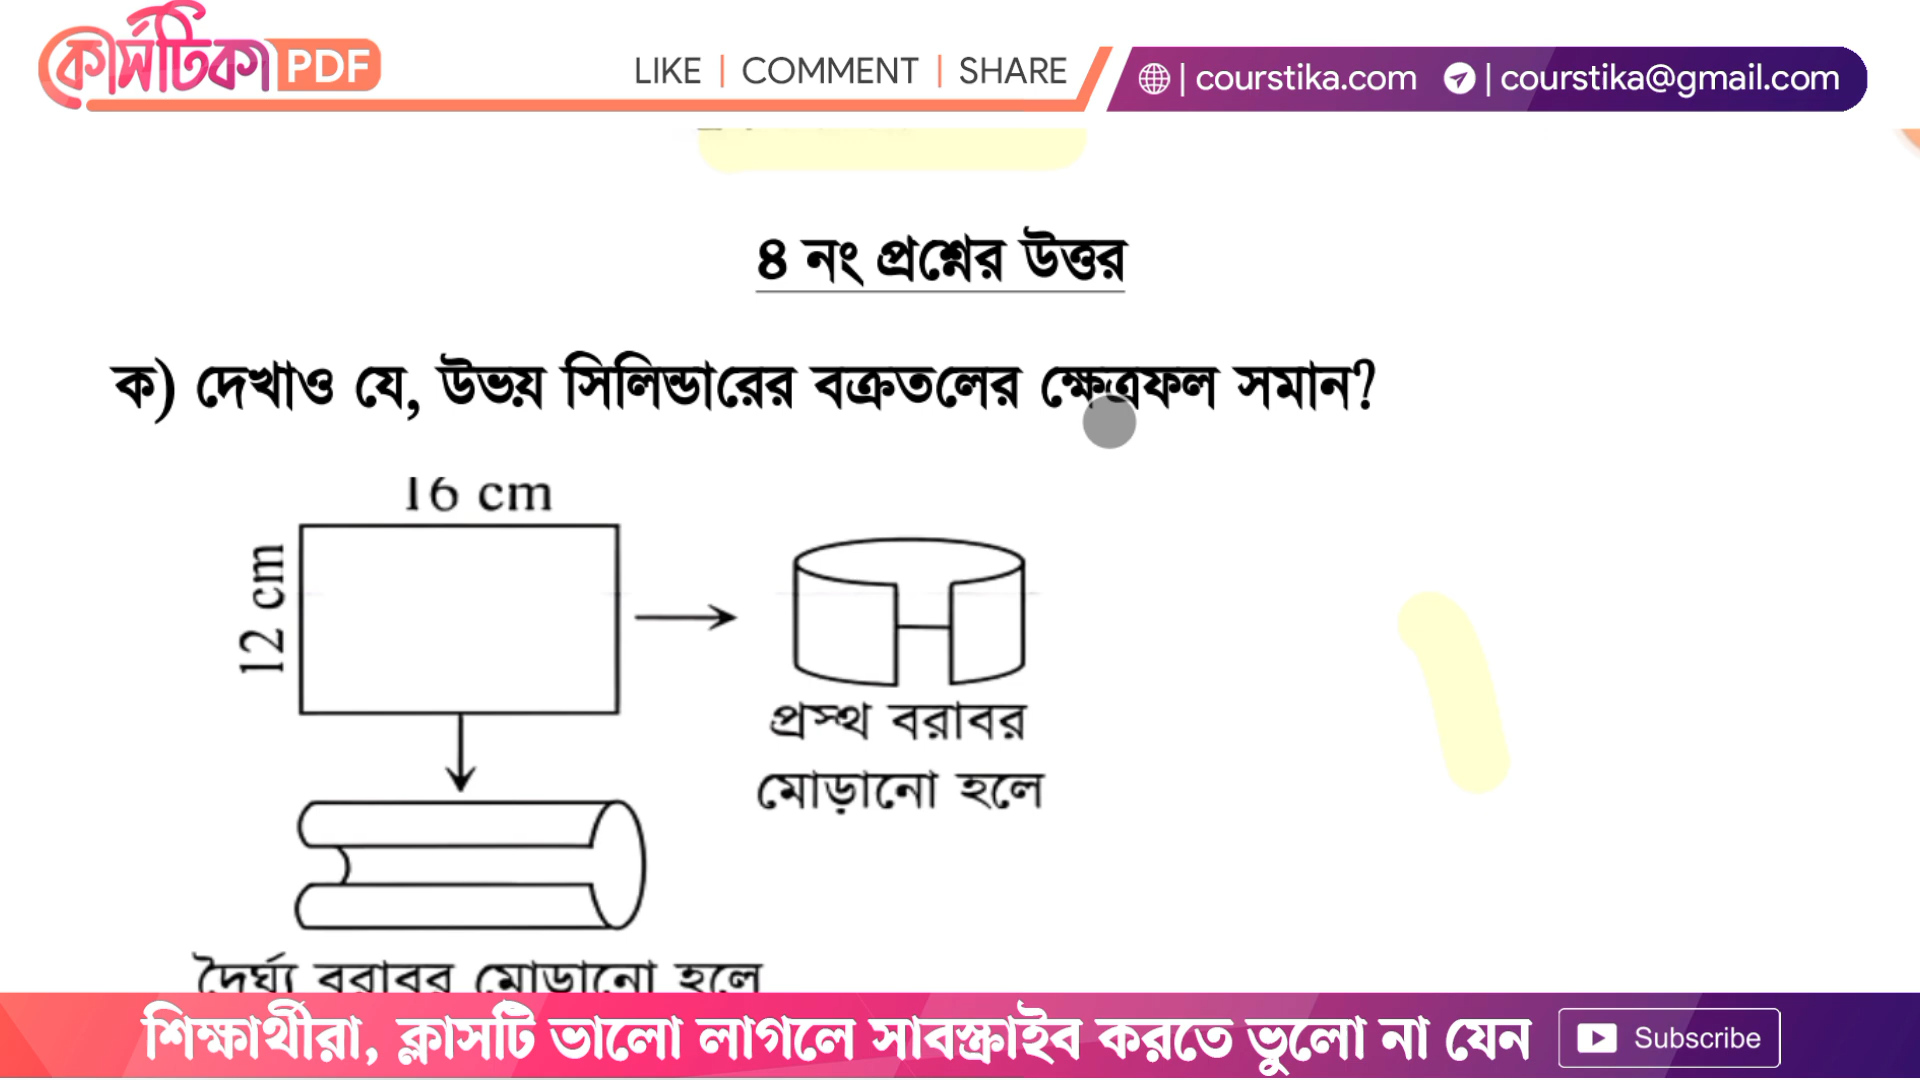 কোর্সটিকা PDF
LIKE | COMMENT | SHARE
| courstika.com | courstika@gmail.com
৪ নং প্রশ্নের উত্তর
ক) দেখাও যে, উভয় সিলিন্ডারের বক্রতলের ক্ষেত্রফল সমান?
16 cm
12 cm
প্রস্থ বরাবর
মোড়ানো হলে
দৈর্ঘ্য বরাবর মোড়ানো হলে
শিক্ষার্থীরা, ক্লাসটি ভালো লাগলে সাবস্ক্রাইব করতে ভুলো না যেন
Subscribe